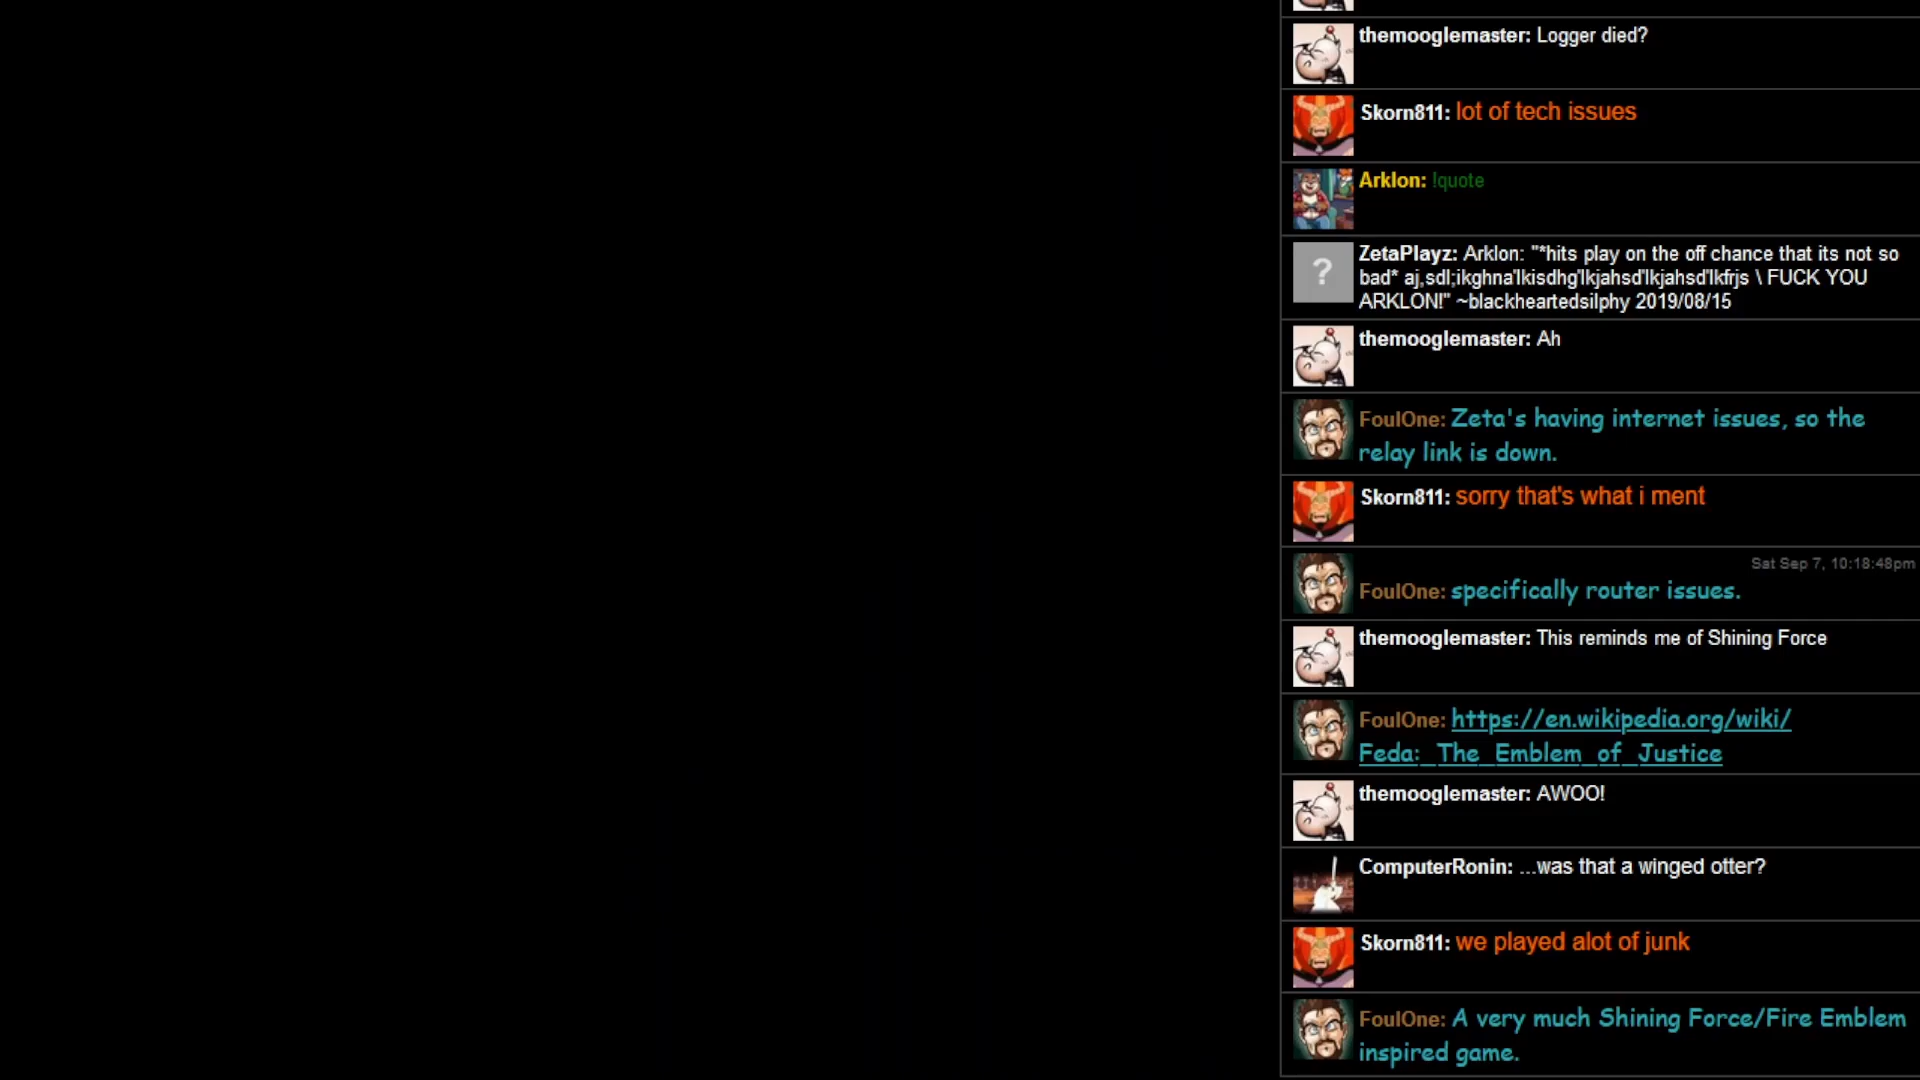 themooglemaster: Logger died?
Skorn811: lot of tech issues
Arklon: !quote
?
ZetaPlayz: Arklon: "*hits play on the off chance that its not so
bad* aj,sdl;ikghna'lkisdhg'lkjahsd'lkjahsd'lkfrjs \ FUCK YOU
ARKLON!" ~blackheartedsilphy 2019/08/15
themooglemaster: Ah
FoulOne: Zeta's having internet issues, so the
relay link is down.
Skorn811: sorry that's what i ment
Sat Sep 7, 10:18:48pm
FoulOne: specifically router issues.
themooglemaster: This reminds me of Shining Force
FoulOne: https://en.wikipedia.org/wiki/
Feda:_The_Emblem_of_Justice
themooglemaster: AWOO!
ComputerRonin: ...was that a winged otter?
Skorn811: we played alot of junk
FoulOne: A very much Shining Force/Fire Emblem
inspired game.